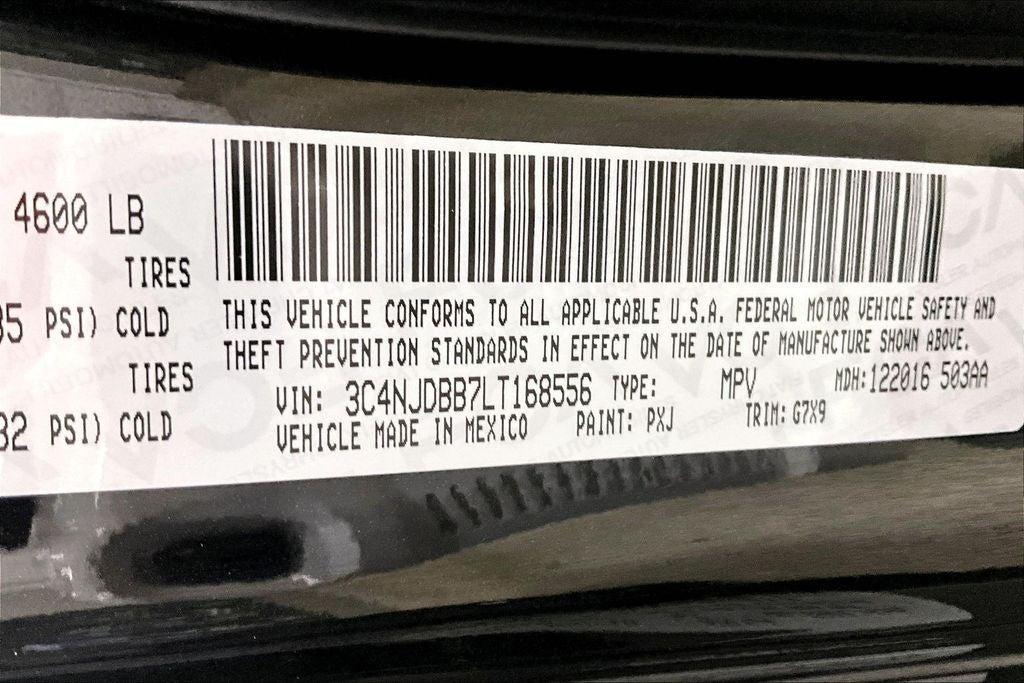 4600 LB
TIRES
PSI) COLD
TIRES
PSI) COLD
THIS VEHICLE CONFORMS TO ALL APPLICABLE U.S.A. FEDERAL MOTOR VEHICLE SAFETY AND
THEFT PREVENTION STANDARDS IN EFFECT ON THE DATE OF MANUFACTURE SHOWN ABOVE.
VIN: 3C4NJDBB7LT168556 TYPE: MPV MDH:122016 503AA
VEHICLE MADE IN MEXICO PAINT: PXJ TRIM: G7X9